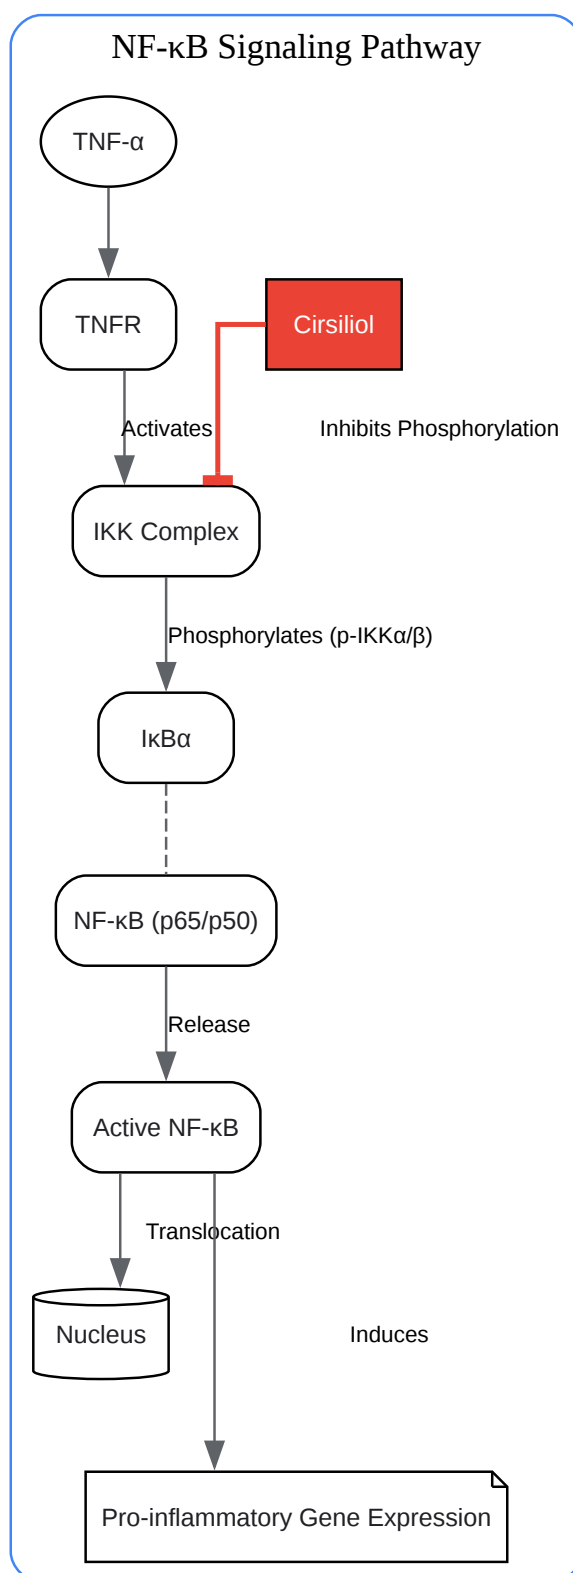 NF-κB Signaling Pathway
TNF-α
TNFR
Cirsiliol
Activates
Inhibits Phosphorylation
IKK Complex
Phosphorylates (p-IKKα/β)
IκBα
NF-κB (p65/p50)
Release
Active NF-κB
Translocation
Nucleus
Induces
Pro-inflammatory Gene Expression